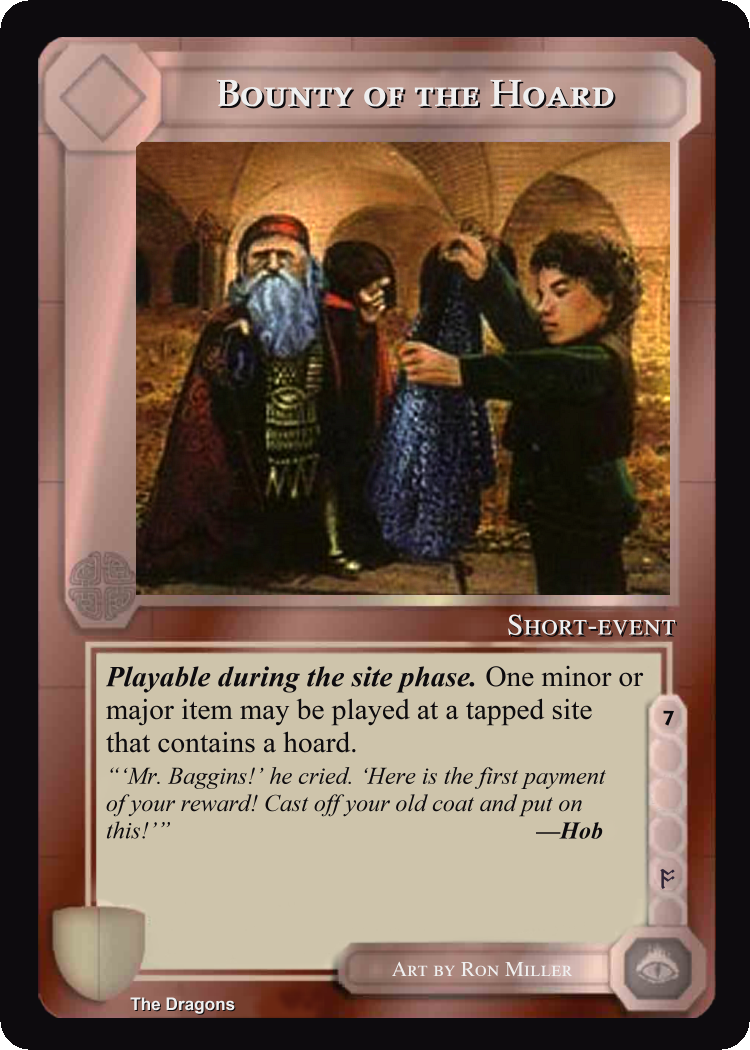 Bounty of the Hoard
Short-event
Playable during the site phase. One minor or
major item may be played at a tapped site
that contains a hoard.
7
“‘Mr. Baggins!’ he cried. ‘Here is the first payment
of your reward! Cast off your old coat and put on
this!’” —Hob
ᚩ
Art by Ron Miller
The Dragons